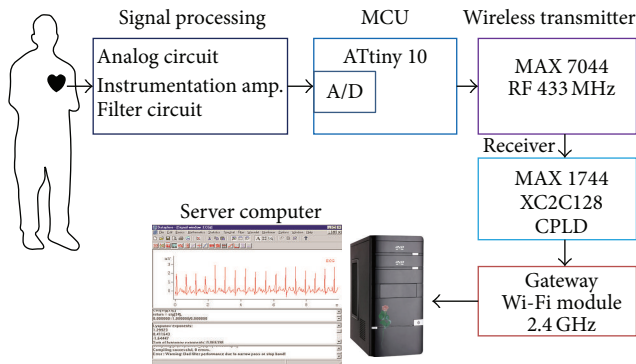 Signal processing
MCU
Wireless transmitter
Analog circuit
Instrumentation amp.
Filter circuit
ATtiny 10
A/D
MAX 7044
RF 433 MHz
Receiver
MAX 1744
XC2C128
CPLD
Server computer
Gateway
Wi-Fi module
2.4 GHz